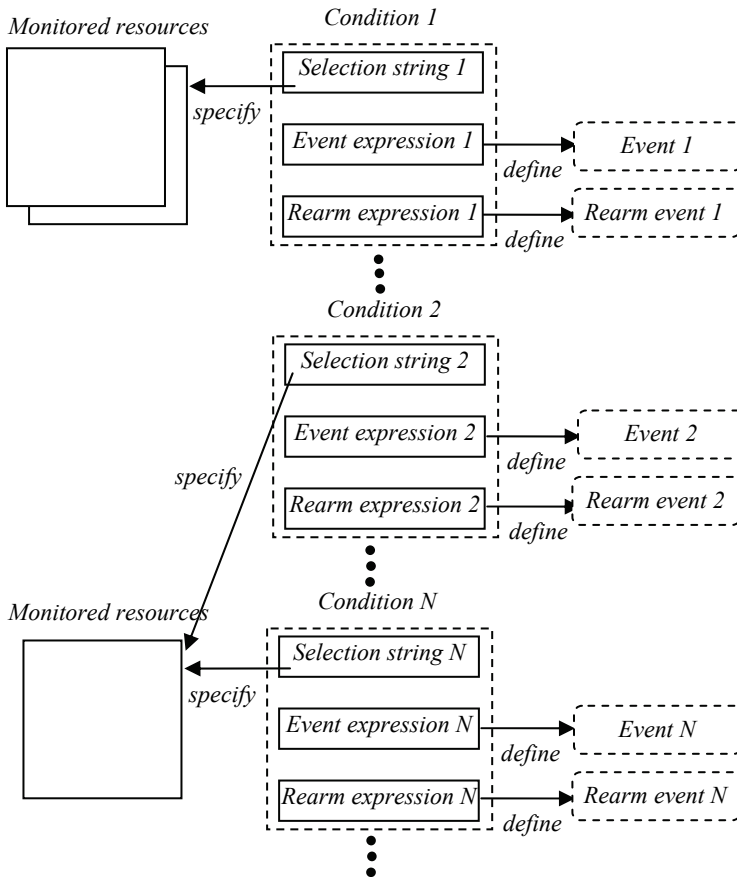 Condition 1
Monitored resources
Selection string 1
specify
Event expression 1
Event 1
define
Rearm expression 1
Rearm event 1
define
Condition 2
Selection string 2
Event expression 2
Event 2
define
specify
Rearm expression 2
Rearm event 2
define
Condition N
Monitored resources
Selection string N
specify
Event expression N
Event N
define
Rearm expression N
Rearm event N
define